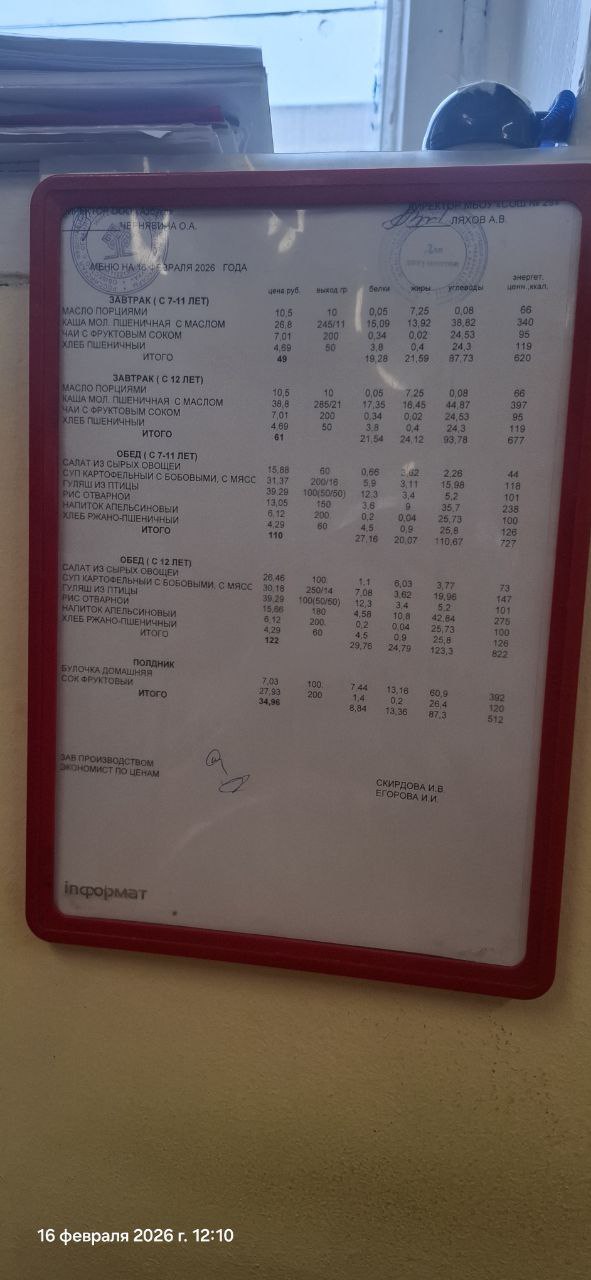 ДИРЕКТОР МБОУ «СОШ №
ЧЕРНЯВИНА О.А. ЛЯХОВ А.В.
МЕНЮ НА 16 ФЕВРАЛЯ 2026 ГОДА
цена руб. выход гр. белки жиры углеводы энергет. ценн.,ккал.
ЗАВТРАК ( С 7-11 ЛЕТ)
МАСЛО ПОРЦИЯМИ 10,5 10 0,05 7,25 0,08 66
КАША МОЛ. ПШЕНИЧНАЯ С МАСЛОМ 26,8 245/11 15,09 13,92 38,82 340
ЧАЙ С ФРУКТОВЫМ СОКОМ 7,01 200 0,34 0,02 24,53 95
ХЛЕБ ПШЕНИЧНЫЙ 4,69 50 3,8 0,4 24,3 119
ИТОГО 49 19,28 21,59 87,73 620
ЗАВТРАК ( С 12 ЛЕТ)
МАСЛО ПОРЦИЯМИ 10,5 10 0,05 7,25 0,08 66
КАША МОЛ. ПШЕНИЧНАЯ С МАСЛОМ 38,8 285/21 17,35 16,45 44,87 397
ЧАЙ С ФРУКТОВЫМ СОКОМ 7,01 200 0,34 0,02 24,53 95
ХЛЕБ ПШЕНИЧНЫЙ 4,69 50 3,8 0,4 24,3 119
ИТОГО 61 21,54 24,12 93,78 677
ОБЕД ( С 7-11 ЛЕТ)
САЛАТ ИЗ СЫРЫХ ОВОЩЕЙ 15,88 60 0,66 3,62 2,26 44
СУП КАРТОФЕЛЬНЫЙ С БОБОВЫМИ, С МЯСС 31,37 200/16 5,9 3,11 15,98 118
ГУЛЯШ ИЗ ПТИЦЫ 39,29 100(50/50) 12,3 3,4 5,2 101
РИС ОТВАРНОЙ 13,05 150 3,6 9 35,7 238
НАПИТОК АПЕЛЬСИНОВЫЙ 6,12 200. 0,2 0,04 25,73 100
ХЛЕБ РЖАНО-ПШЕНИЧНЫЙ 4,29 60 4,5 0,9 25,8 126
ИТОГО 110 27,16 20,07 110,67 727
ОБЕД ( С 12 ЛЕТ)
САЛАТ ИЗ СЫРЫХ ОВОЩЕЙ 26,46 100. 1,1 6,03 3,77 73
СУП КАРТОФЕЛЬНЫЙ С БОБОВЫМИ, С МЯСС 30,18 250/14 7,08 3,62 19,96 147
ГУЛЯШ ИЗ ПТИЦЫ 39,29 100(50/50) 12,3 3,4 5,2 101
РИС ОТВАРНОЙ 15,66 180 4,58 10,8 42,84 275
НАПИТОК АПЕЛЬСИНОВЫЙ 6,12 200. 0,2 0,04 25,73 100
ХЛЕБ РЖАНО-ПШЕНИЧНЫЙ 4,29 60 4,5 0,9 25,8 126
ИТОГО 122 29,76 24,79 123,3 822
ПОЛДНИК
БУЛОЧКА ДОМАШНЯЯ 7,03 100. 7,44 13,16 60,9 392
СОК ФРУКТОВЫЙ 27,93 200 1,4 0,2 26,4 120
ИТОГО 34,96 8,84 13,36 87,3 512
ЗАВ ПРОИЗВОДСТВОМ СКИРДОВА И.В.
ЭКОНОМИСТ ПО ЦЕНАМ ЕГОРОВА И.И.
информат
16 февраля 2026 г. 12:10